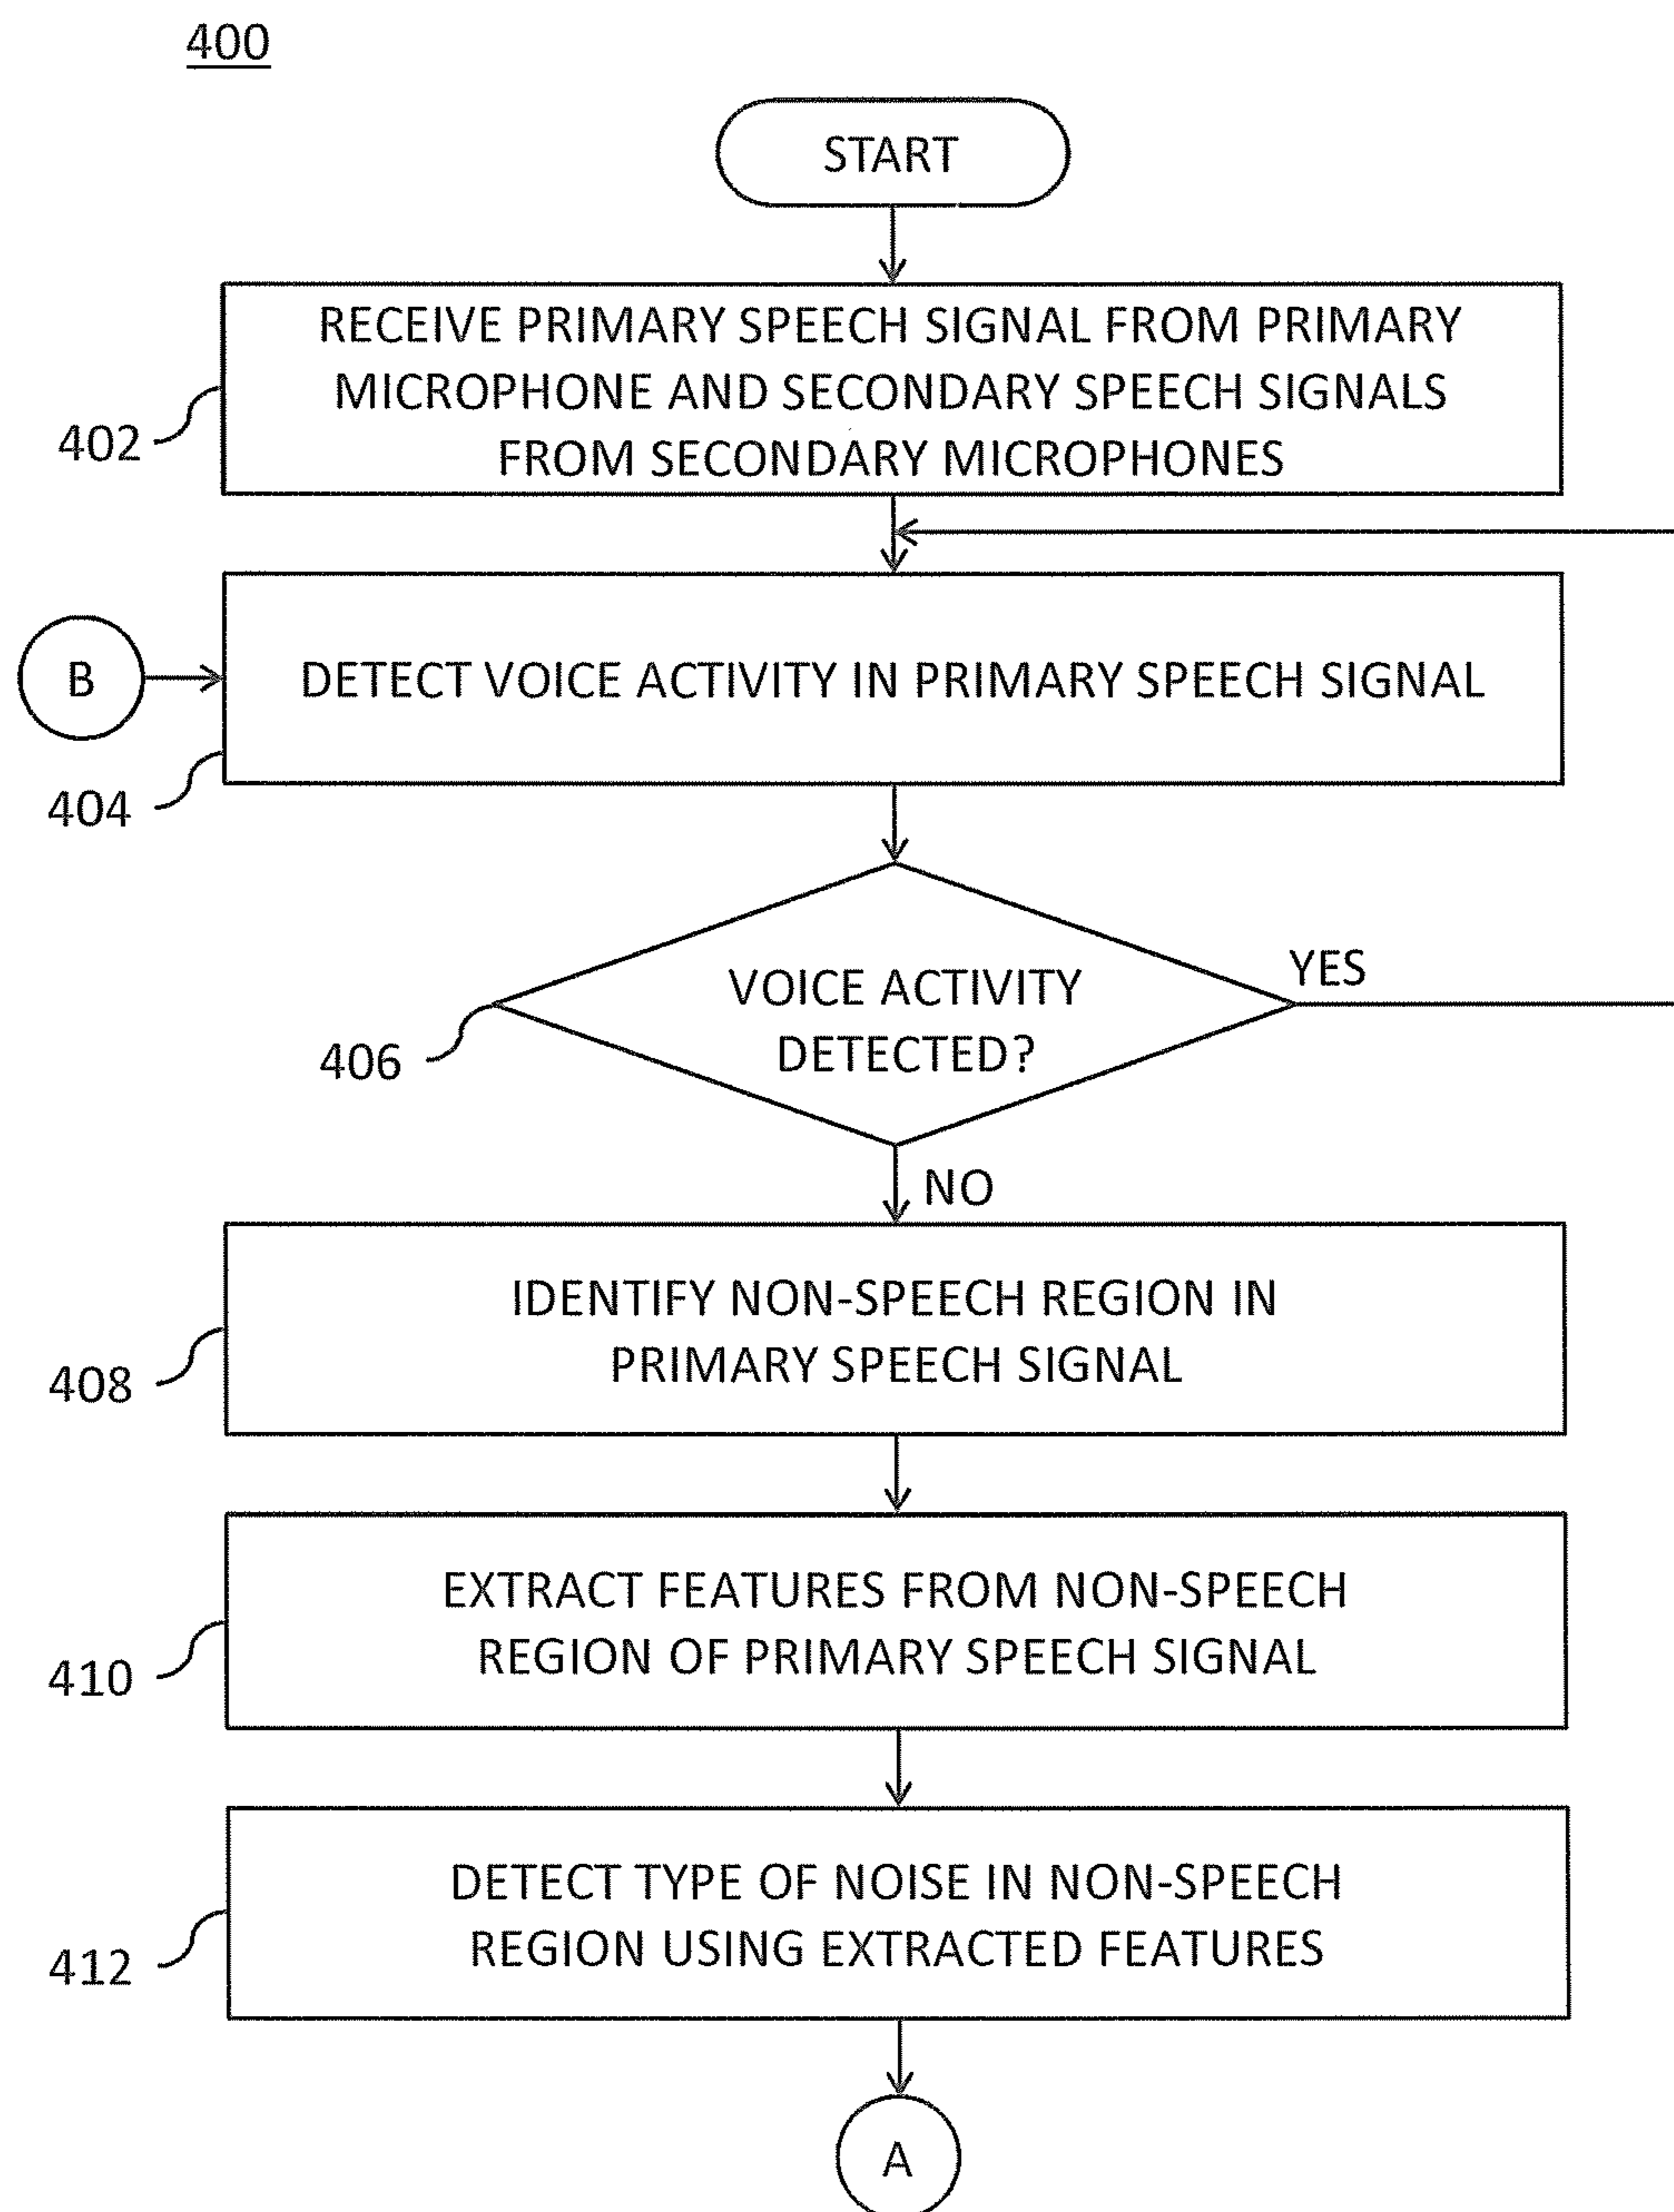 400
START
RECEIVE PRIMARY SPEECH SIGNAL FROM PRIMARY
MICROPHONE AND SECONDARY SPEECH SIGNALS
FROM SECONDARY MICROPHONES
402
B
DETECT VOICE ACTIVITY IN PRIMARY SPEECH SIGNAL
404
VOICE ACTIVITY
DETECTED?
YES
406
NO
IDENTIFY NON-SPEECH REGION IN
PRIMARY SPEECH SIGNAL
408
EXTRACT FEATURES FROM NON-SPEECH
REGION OF PRIMARY SPEECH SIGNAL
410
DETECT TYPE OF NOISE IN NON-SPEECH
REGION USING EXTRACTED FEATURES
412
A